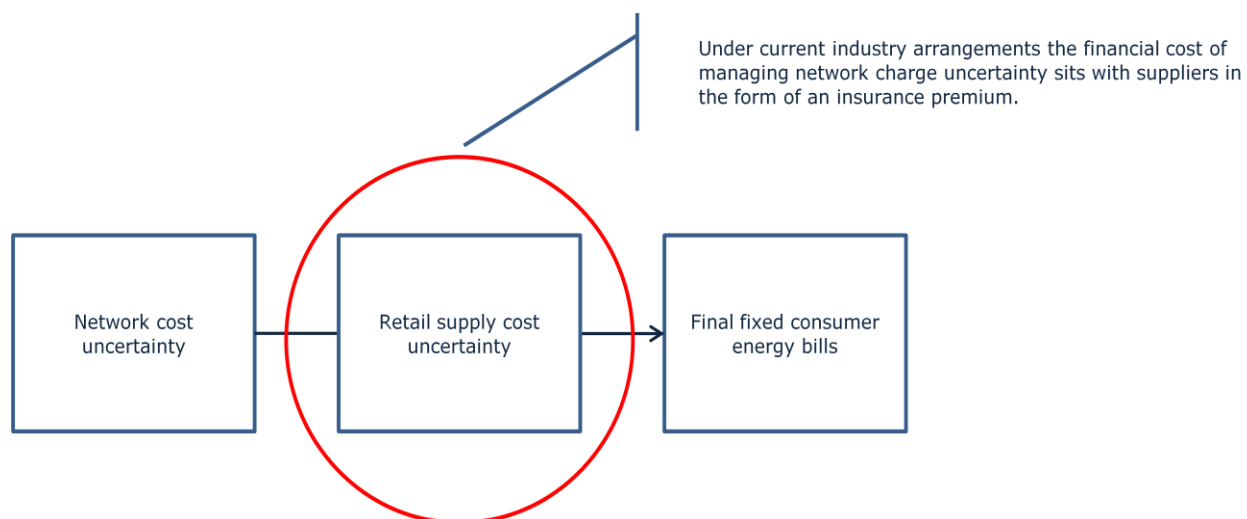 Under current industry arrangements the financial cost of
managing network charge uncertainty sits with suppliers in
the form of an insurance premium.
Network cost
uncertainty
Retail supply cost
uncertainty
Final fixed consumer
energy bills